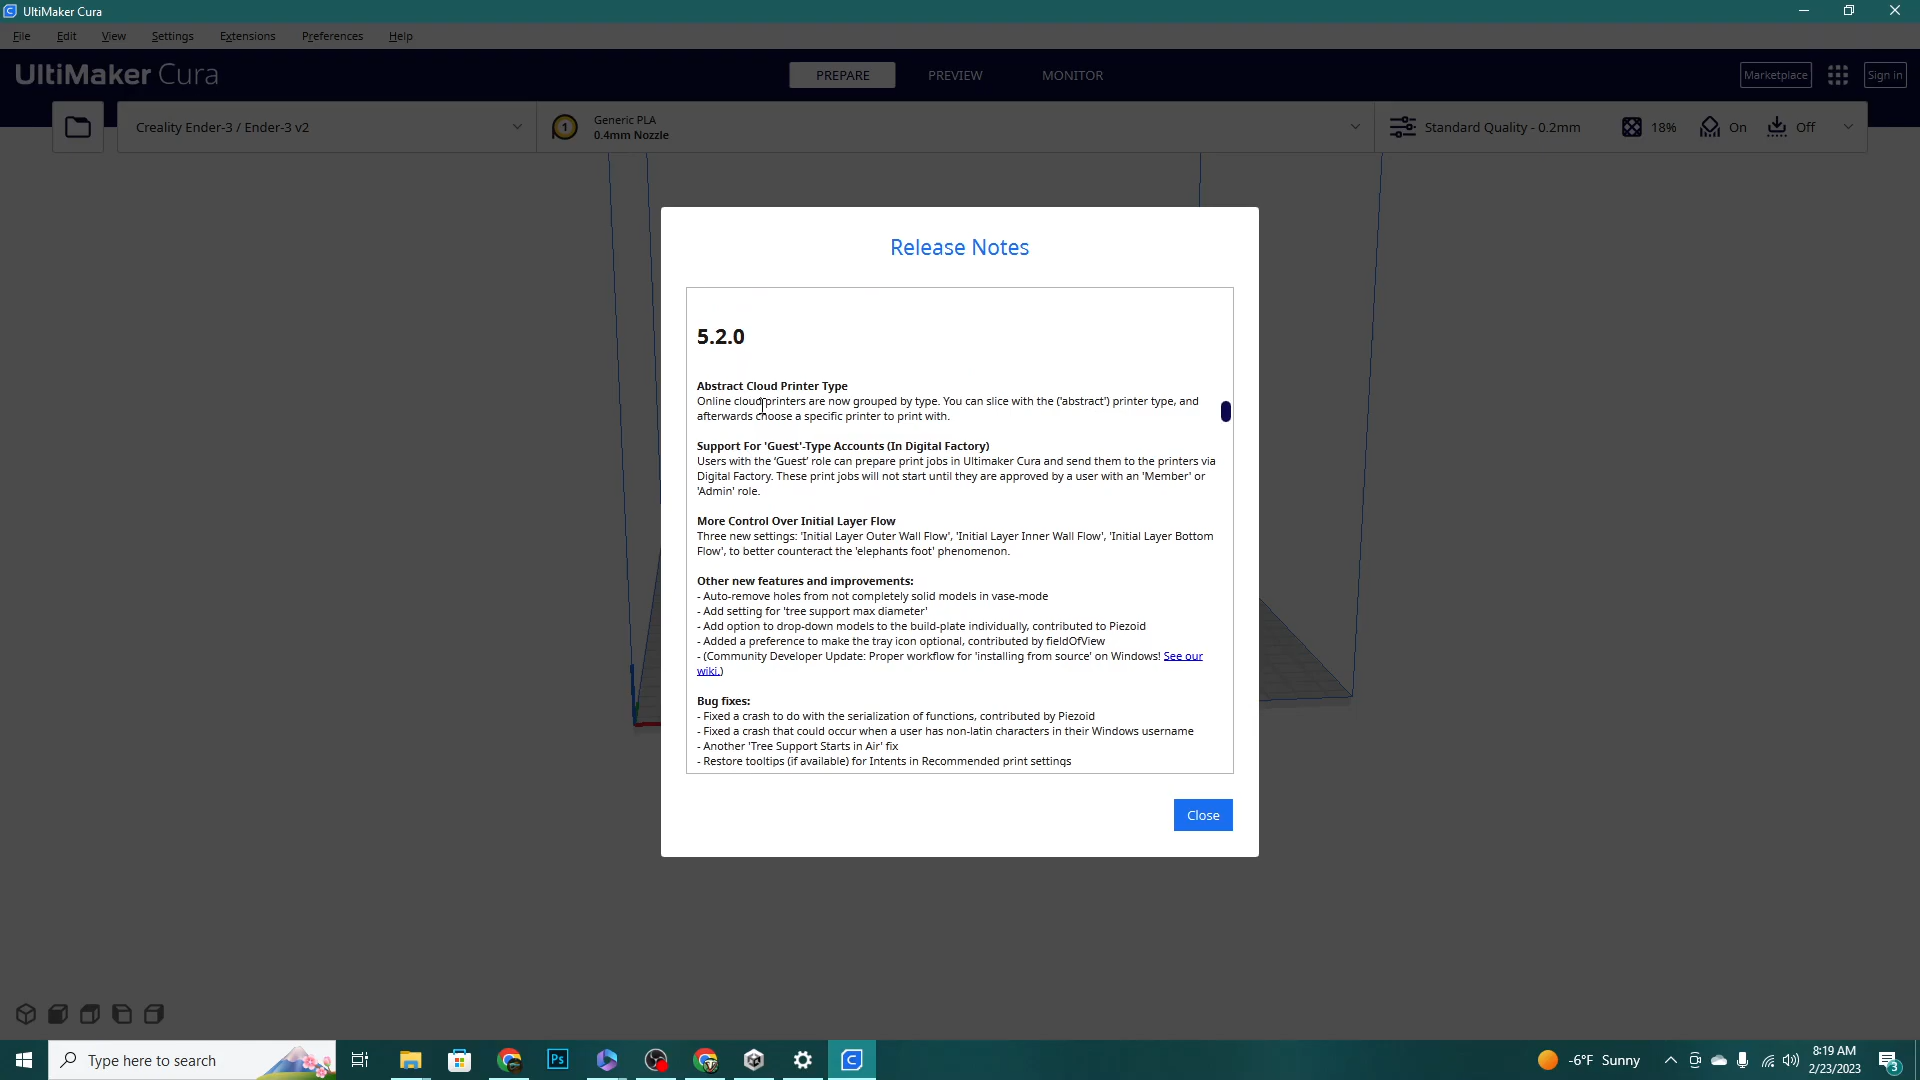 UltiMaker Cura
File Edit View Settings Extensions Preferences Help
UltiMaker Cura
PREPARE PREVIEW MONITOR
Marketplace
Sign in
Creality Ender-3 / Ender-3 v2
1
Generic PLA
0.4mm Nozzle
Standard Quality - 0.2mm
18%
On
Off
Release Notes
5.2.0
Abstract Cloud Printer Type
Online cloud printers are now grouped by type. You can slice with the ('abstract') printer type, and
afterwards choose a specific printer to print with.
Support For 'Guest'-Type Accounts (In Digital Factory)
Users with the ‘Guest’ role can prepare print jobs in Ultimaker Cura and send them to the printers via
Digital Factory. These print jobs will not start until they are approved by a user with an 'Member' or
'Admin' role.
More Control Over Initial Layer Flow
Three new settings: 'Initial Layer Outer Wall Flow', 'Initial Layer Inner Wall Flow', 'Initial Layer Bottom
Flow', to better counteract the 'elephants foot' phenomenon.
Other new features and improvements:
- Auto-remove holes from not completely solid models in vase-mode
- Add setting for 'tree support max diameter'
- Add option to drop-down models to the build-plate individually, contributed to Piezoid
- Added a preference to make the tray icon optional, contributed by fieldOfView
- (Community Developer Update: Proper workflow for 'installing from source' on Windows! See our
wiki.)
Bug fixes:
- Fixed a crash to do with the serialization of functions, contributed by Piezoid
- Fixed a crash that could occur when a user has non-latin characters in their Windows username
- Another 'Tree Support Starts in Air' fix
- Restore tooltips (if available) for Intents in Recommended print settings
Close
Type here to search
Ps
-6°F Sunny
8:19 AM
2/23/2023
3